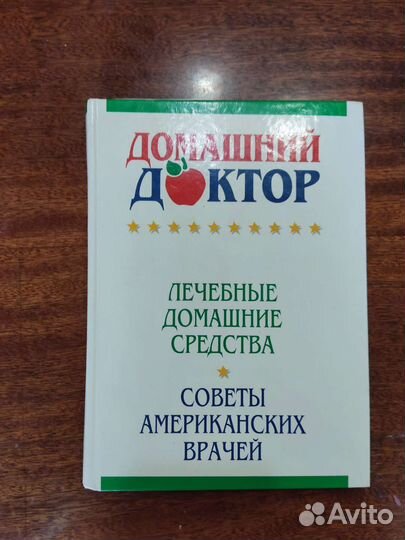 ДОМАШНИЙ
ДОКТОР
ЛЕЧЕБНЫЕ
ДОМАШНИЕ
СРЕДСТВА
СОВЕТЫ
АМЕРИКАНСКИХ
ВРАЧЕЙ
Avito